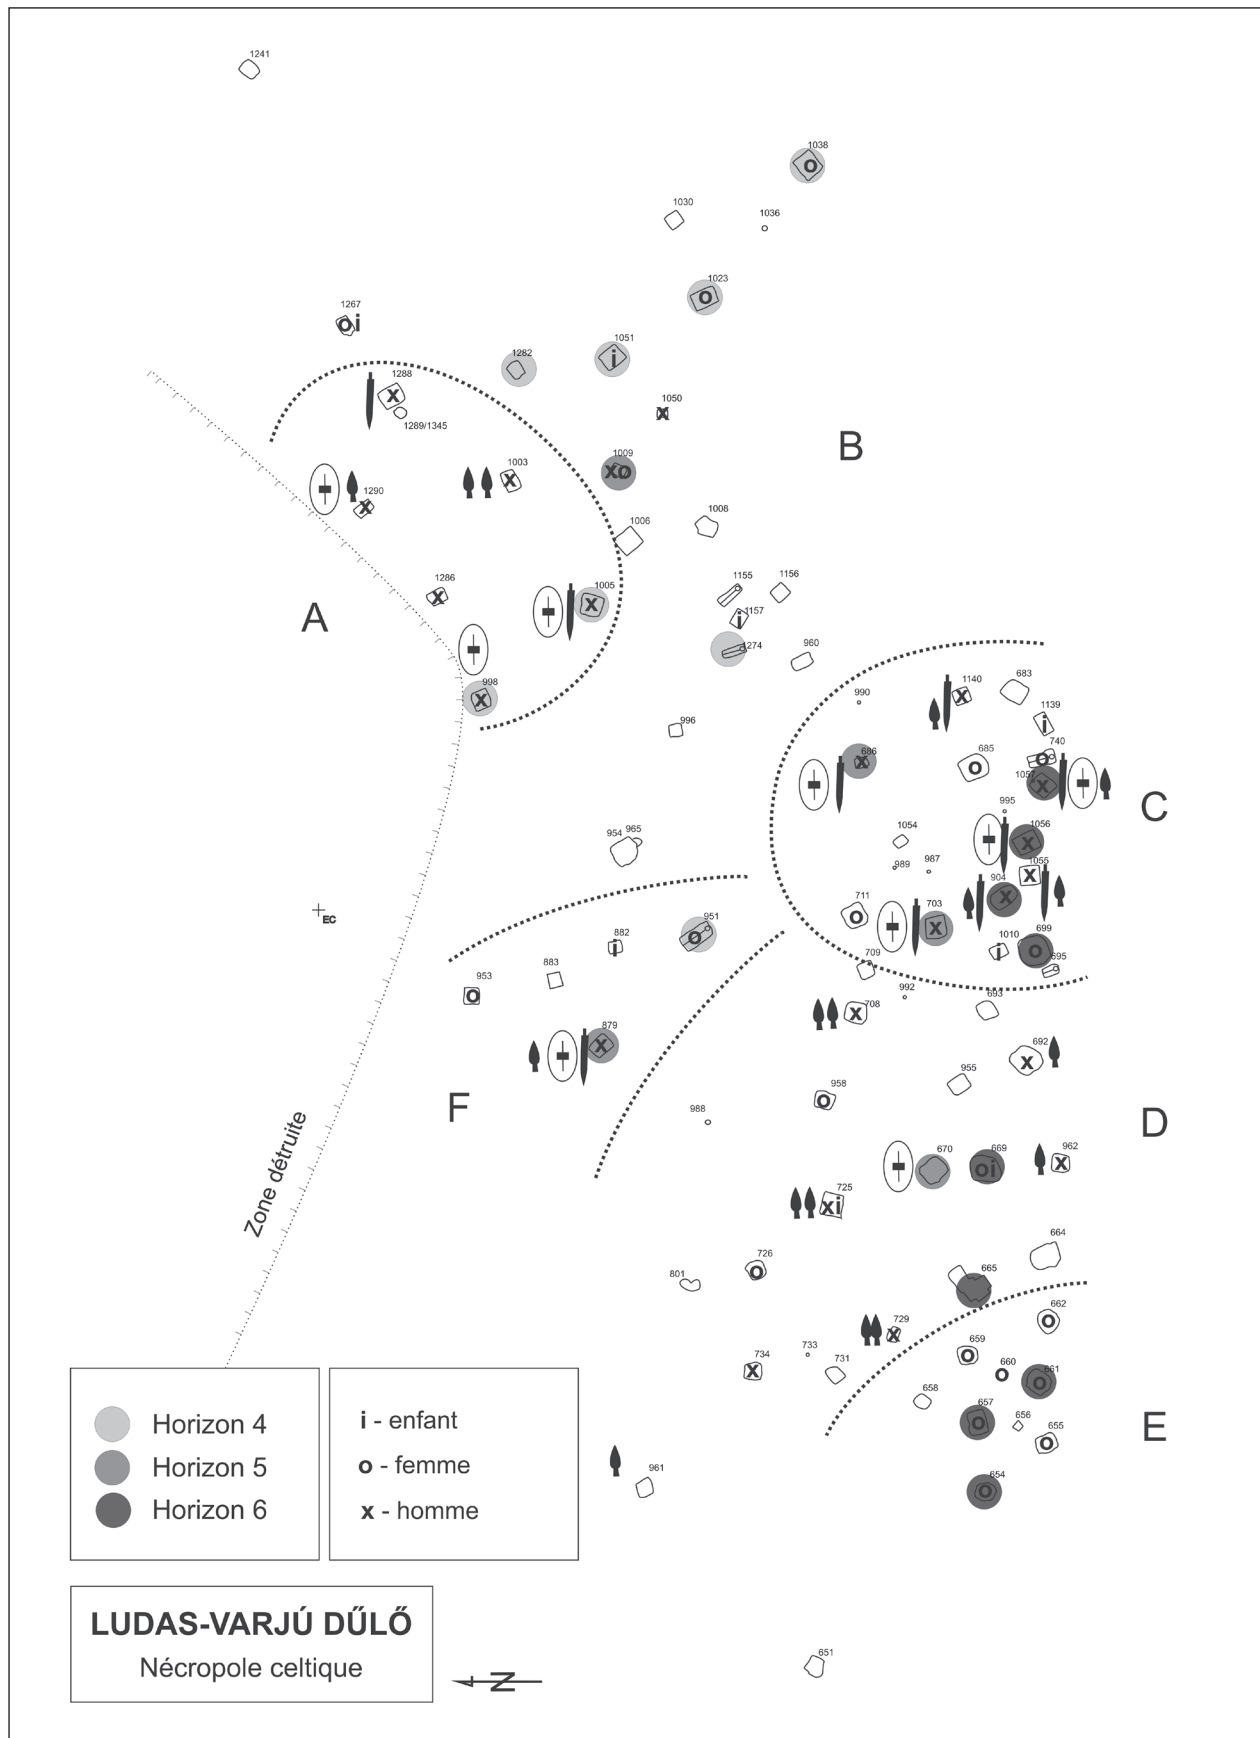 1241
1038
1030
1036
1023
o
o
1267
oi
1051
i
1282
1288
x
1289/1345
1050
x
B
1009
xo
1003
x
1290
x
1008
1006
1286
x
1155
1156
1005
x
1157
i
A
1274
960
998
x
1140
x
683
990
1139
i
996
740
o
686
x
685
o
1057
x
C
995
954
965
1054
1056
x
989
987
1055
x
904
x
711
o
703
x
951
o
882
i
1010
i
699
o
695
709
883
953
o
992
693
708
x
879
x
692
x
EC
955
958
o
F
988
D
670
669
oi
962
x
Zone détruite
725
xi
664
726
o
665
801
662
o
729
x
659
o
733
734
x
731
660
o
661
o
658
657
o
656
655
o
E
961
654
o
Horizon 4
Horizon 5
Horizon 6
i - enfant
o - femme
x - homme
LUDAS-VARJÚ DŰLŐ
Nécropole celtique
N
651